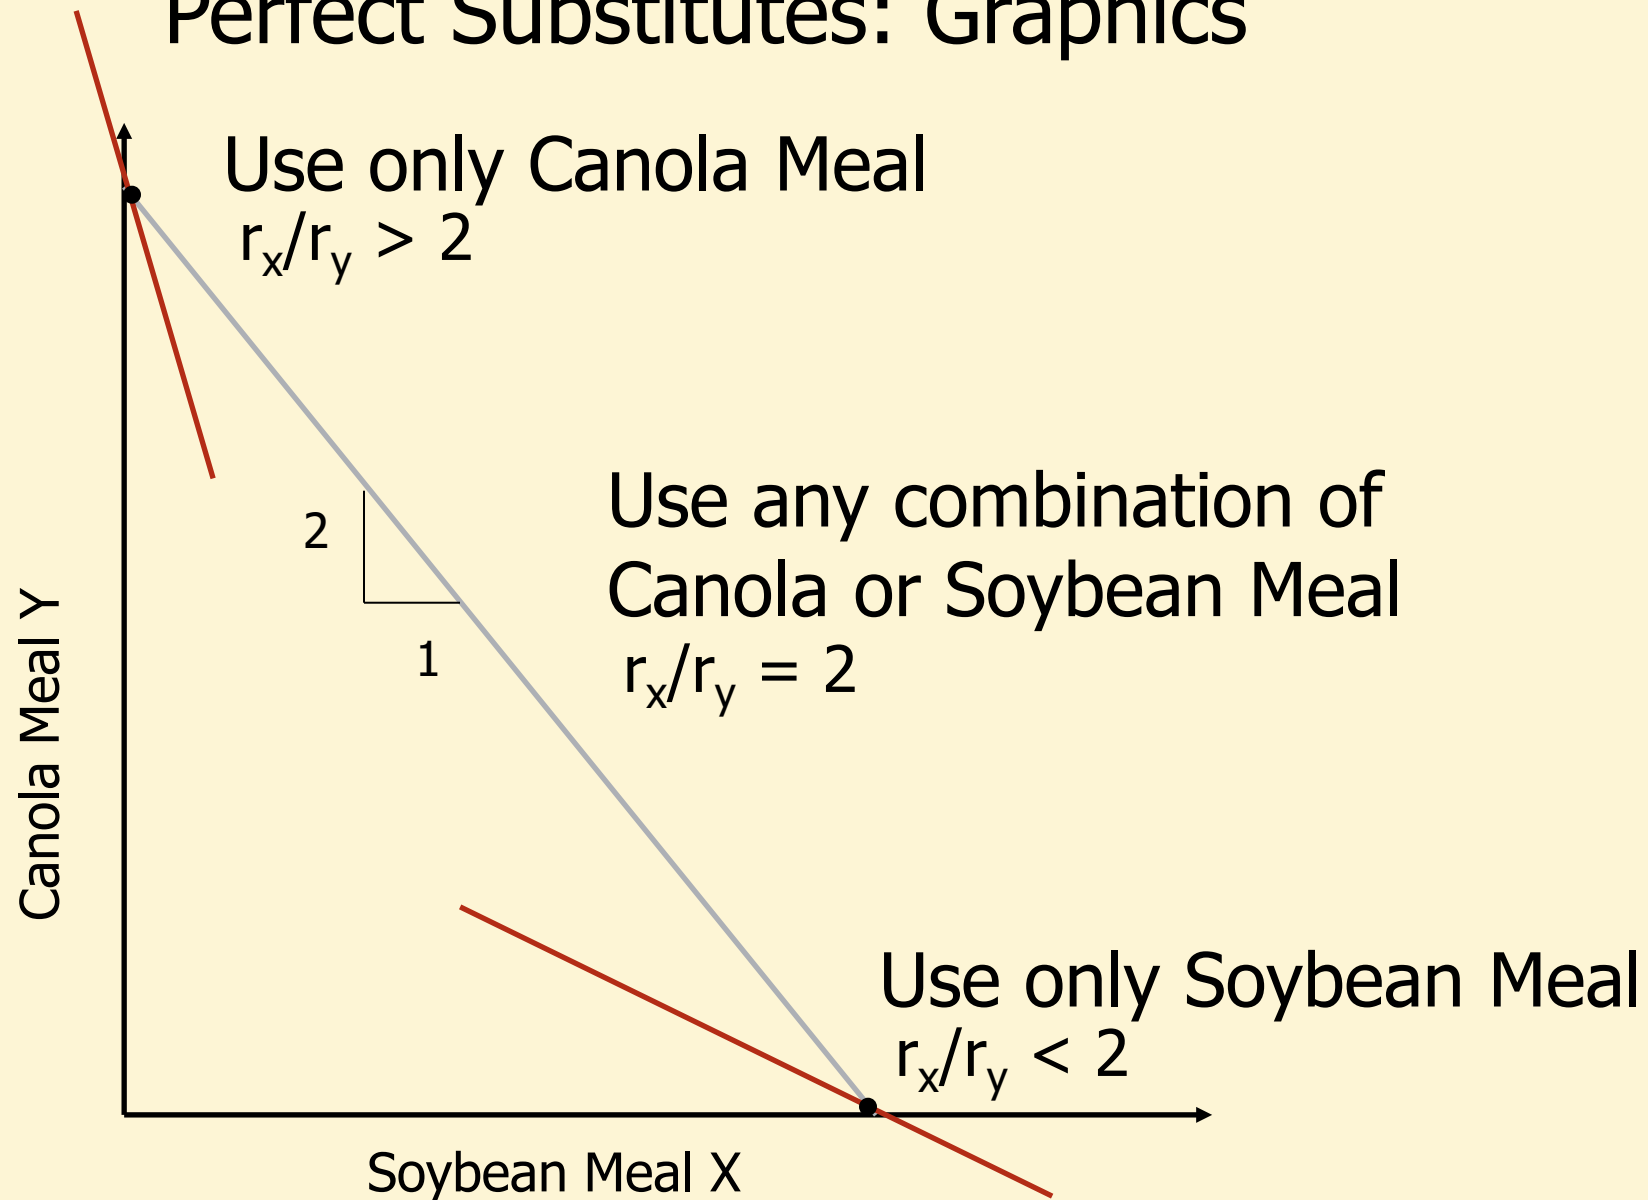 Perfect Substitutes: Graphics
Use only Canola Meal
rx/ry > 2
Use any combination of
Canola or Soybean Meal
rx/ry = 2
2
1
Canola Meal Y
Use only Soybean Meal
rx/ry < 2
Soybean Meal X